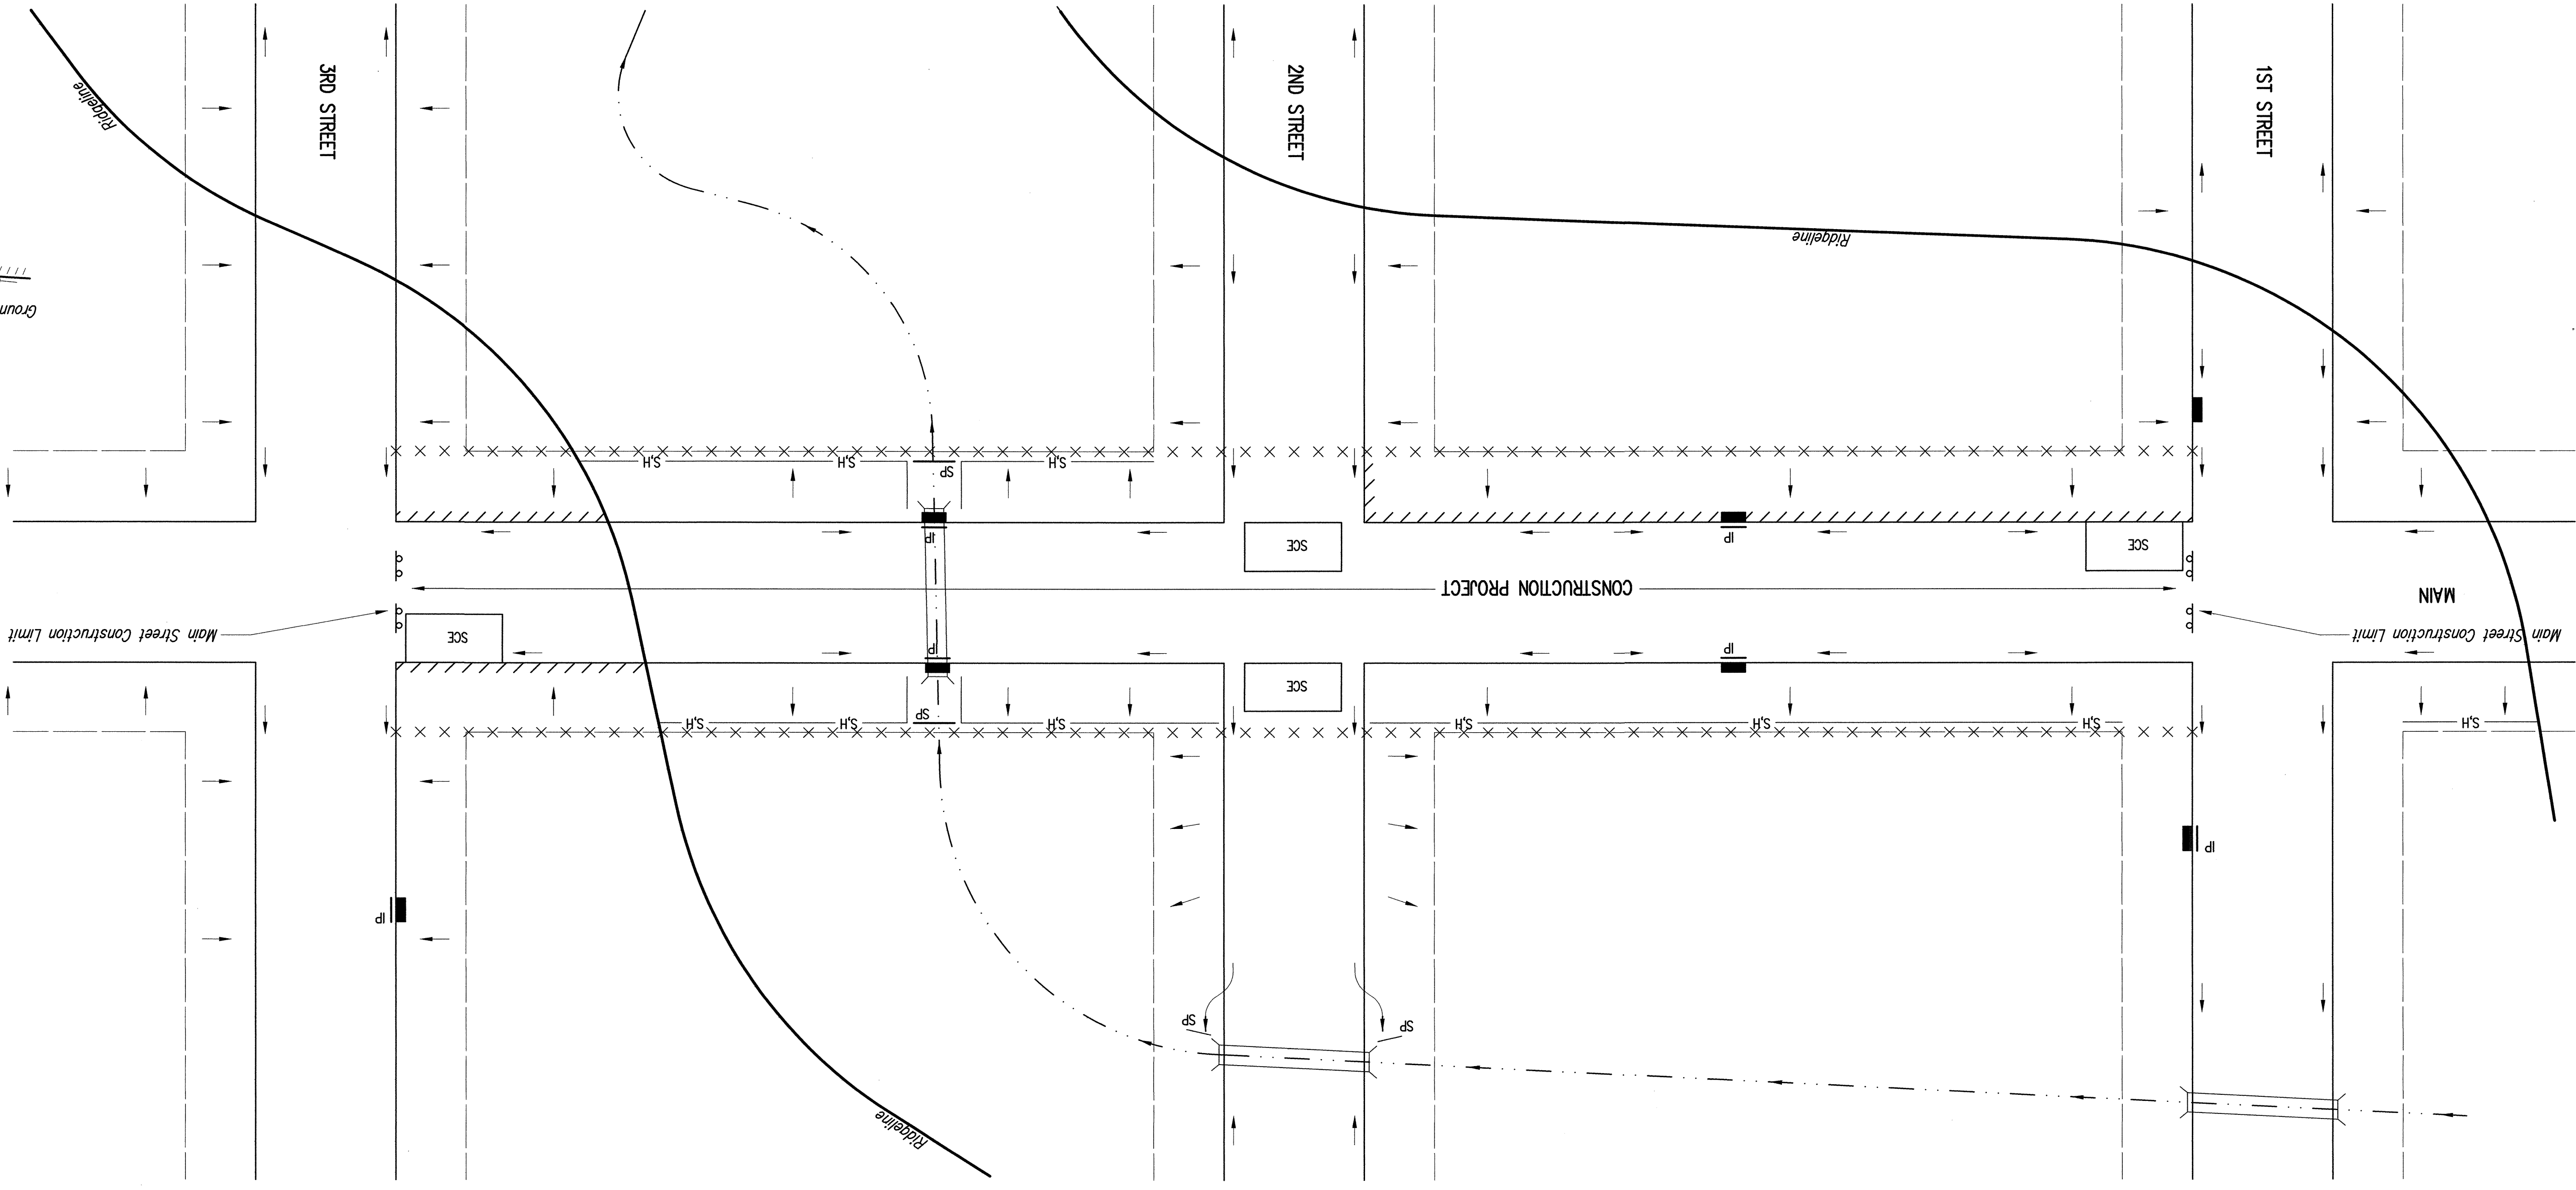 Ridgeline
SP
SP
IP
IP
S,H
S,H
S,H
S,H
S,H
SP
S,H
S,H
SCE
IP
IP
Main Street Construction Limit
SCE
Main Street Construction Limit
MAIN
CONSTRUCTION PROJECT
SCE
SCE
IP
IP
S,H
SP
S,H
S,H
Groun
Ridgeline
1ST STREET
2ND STREET
3RD STREET
Ridgeline